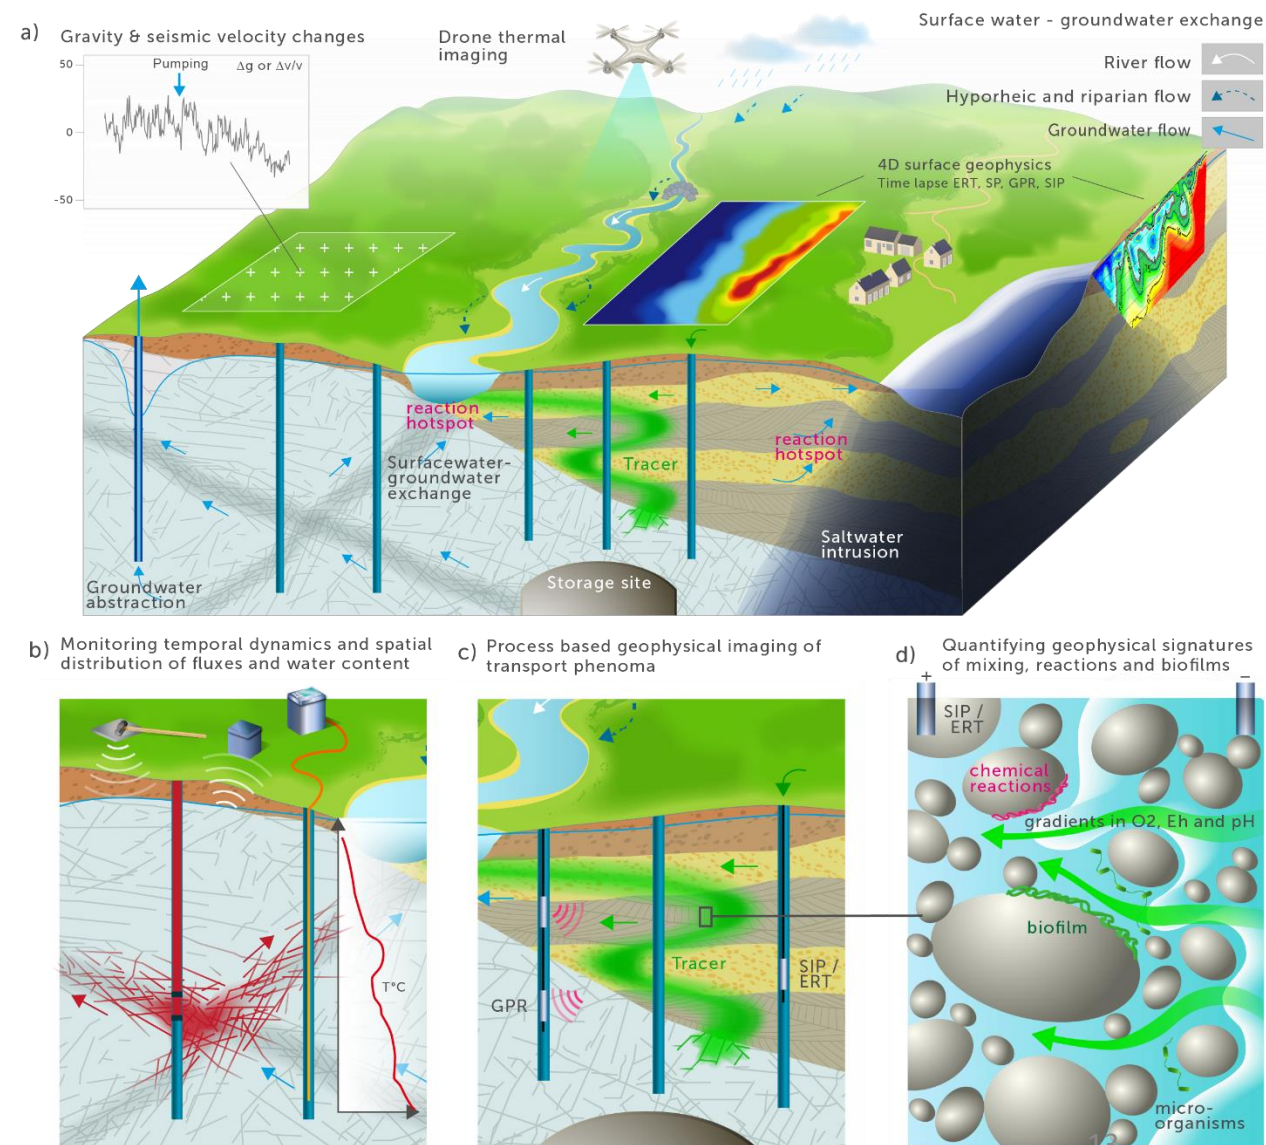 a)
Gravity & seismic velocity changes
50
0
-50
Pumping
Δg or Δv/v
Drone thermal
imaging
Surface water - groundwater exchange
River flow
Hyporheic and riparian flow
Groundwater flow
4D surface geophysics
Time lapse ERT, SP, GPR, SIP
reaction
hotspot
Surfacewater-
groundwater
exchange
Tracer
reaction
hotspot
Saltwater
intrusion
Storage site
Groundwater
abstraction
b)
Monitoring temporal dynamics and spatial
distribution of fluxes and water content
T°C
c)
Process based geophysical imaging of
transport phenoma
Tracer
GPR
SIP /
ERT
d)
Quantifying geophysical signatures
of mixing, reactions and biofilms
+
−
SIP /
ERT
chemical
reactions
gradients in O2, Eh and pH
biofilm
micro-
organisms
12